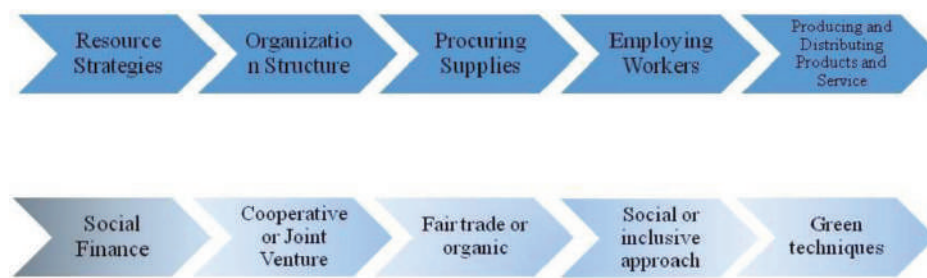 Resource
Strategies
Organizatio
n Structure
Procuring
Supplies
Employing
Workers
Producing and
Distributing
Products and
Service
Social
Finance
Cooperative
or Joint
Venture
Fair trade or
organic
Social or
inclusive
approach
Green
techniques